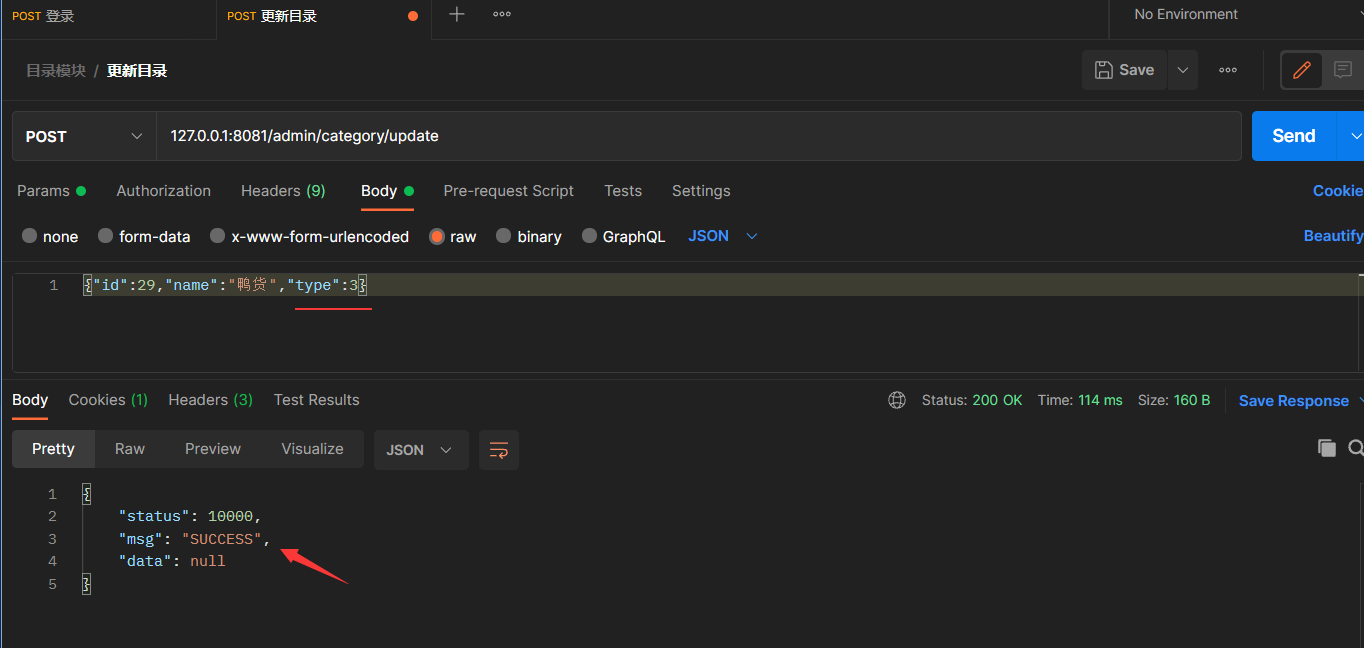 POST 登录
POST 更新目录
No Environment
目录模块 / 更新目录
Save
POST
127.0.0.1:8081/admin/category/update
Send
Params
Authorization
Headers (9)
Body
Pre-request Script
Tests
Settings
Cookie
none
form-data
x-www-form-urlencoded
raw
binary
GraphQL
JSON
Beautify
1 {"id":29,"name":"鸭货","type":3}
Body
Cookies (1)
Headers (3)
Test Results
Status: 200 OK
Time: 114 ms
Size: 160 B
Save Response
Pretty
Raw
Preview
Visualize
JSON
1 {
2 "status": 10000,
3 "msg": "SUCCESS",
4 "data": null
5 }